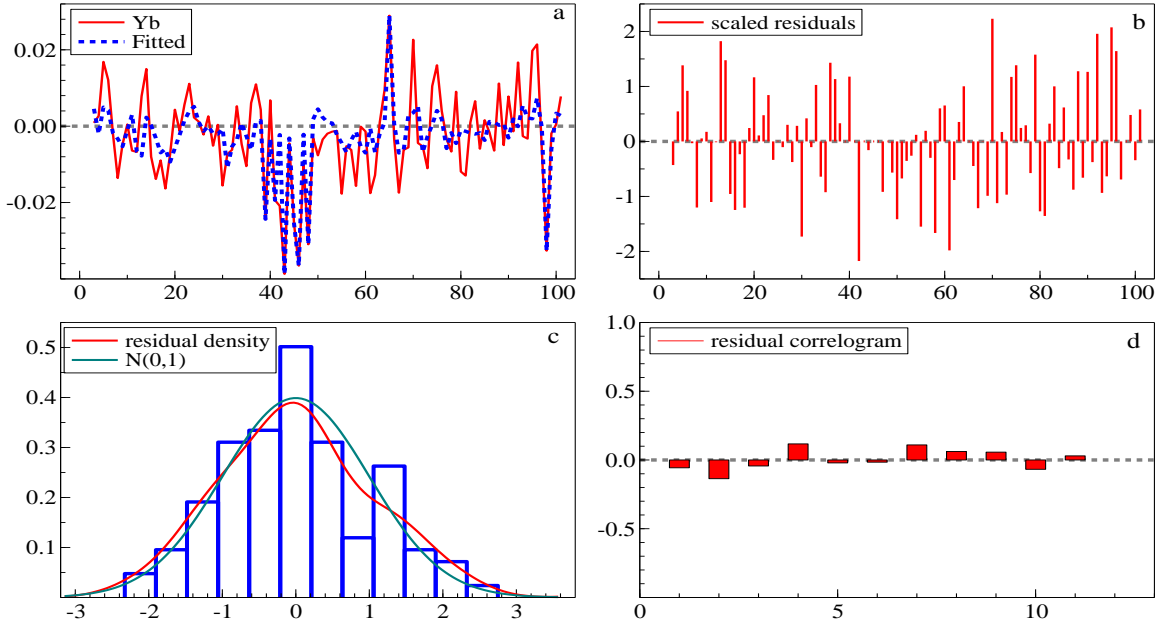 a
Yb
Fitted
0.02
0.00
-0.02
0 20 40 60 80 100
b
scaled residuals
2
1
0
-1
-2
0 20 40 60 80 100
c
residual density
N(0,1)
0.5
0.4
0.3
0.2
0.1
-3 -2 -1 0 1 2 3
d
residual correlogram
1.0
0.5
0.0
-0.5
0 5 10